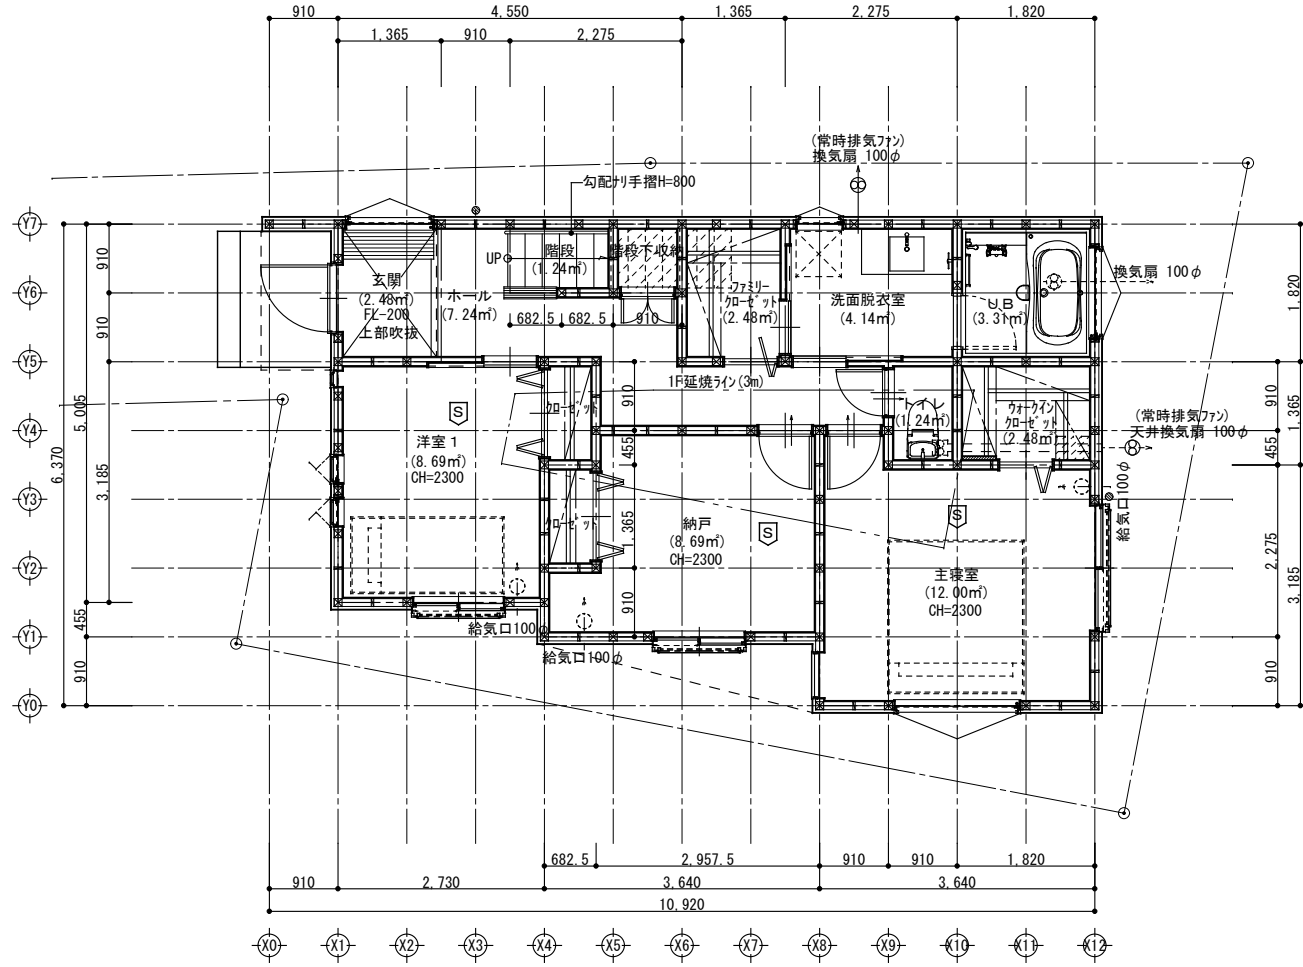 910
4,550
1,365
2,275
1,820
1,365
910
2,275
(常時排気ファン)
換気扇 100φ
勾配ナリ手摺H=800
Y7
Y6
Y5
Y4
Y3
Y2
Y1
Y0
6,370
910
910
5,005
3,185
455
910
玄関
(2.48㎡)
FL-200
上部吹抜
ホール
(7.24㎡)
UP
階段
(1.24㎡)
階段下収納
682.5
682.5
910
ファミリー
クローゼット
(2.48㎡)
洗面脱衣室
(4.14㎡)
U.B
(3.31㎡)
換気扇 100φ
1,820
1F延焼ライン(3m)
910
455
1,365
910
クローゼット
クローゼット
トイレ
(1.24㎡)
ウォークイン
クローゼット
(2.48㎡)
(常時排気ファン)
天井換気扇 100φ
910
455
1,365
S
洋室1
(8.69㎡)
CH=2300
S
納戸
(8.69㎡)
CH=2300
S
主寝室
(12.00㎡)
CH=2300
給気口100φ
給気口100φ
給気口100φ
2,275
3,185
910
682.5
2,957.5
910
910
1,820
910
2,730
3,640
3,640
10,920
X0
X1
X2
X3
X4
X5
X6
X7
X8
X9
X10
X11
X12